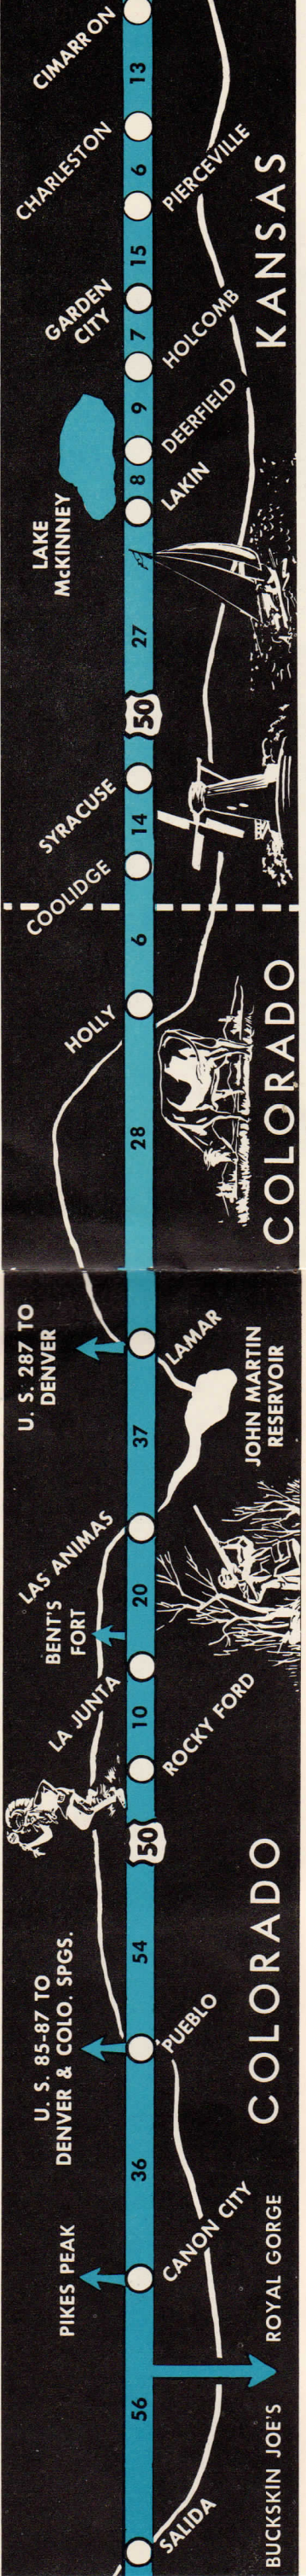 CIMARRON
13
CHARLESTON
6
PIERCEVILLE
KANSAS
15
GARDEN
CITY
7
HOLCOMB
9
DEERFIELD
8
LAKIN
LAKE
McKINNEY
27
50
SYRACUSE
14
COOLIDGE
6
HOLLY
COLORADO
28
U. S. 287 TO
DENVER
LAMAR
JOHN MARTIN
RESERVOIR
37
LAS ANIMAS
20
BENT'S
FORT
LA JUNTA
10
ROCKY FORD
50
COLORADO
54
U. S. 85-87 TO
DENVER & COLO. SPGS.
PUEBLO
36
PIKES PEAK
CANON CITY
ROYAL GORGE
56
BUCKSKIN JOE'S
SALIDA